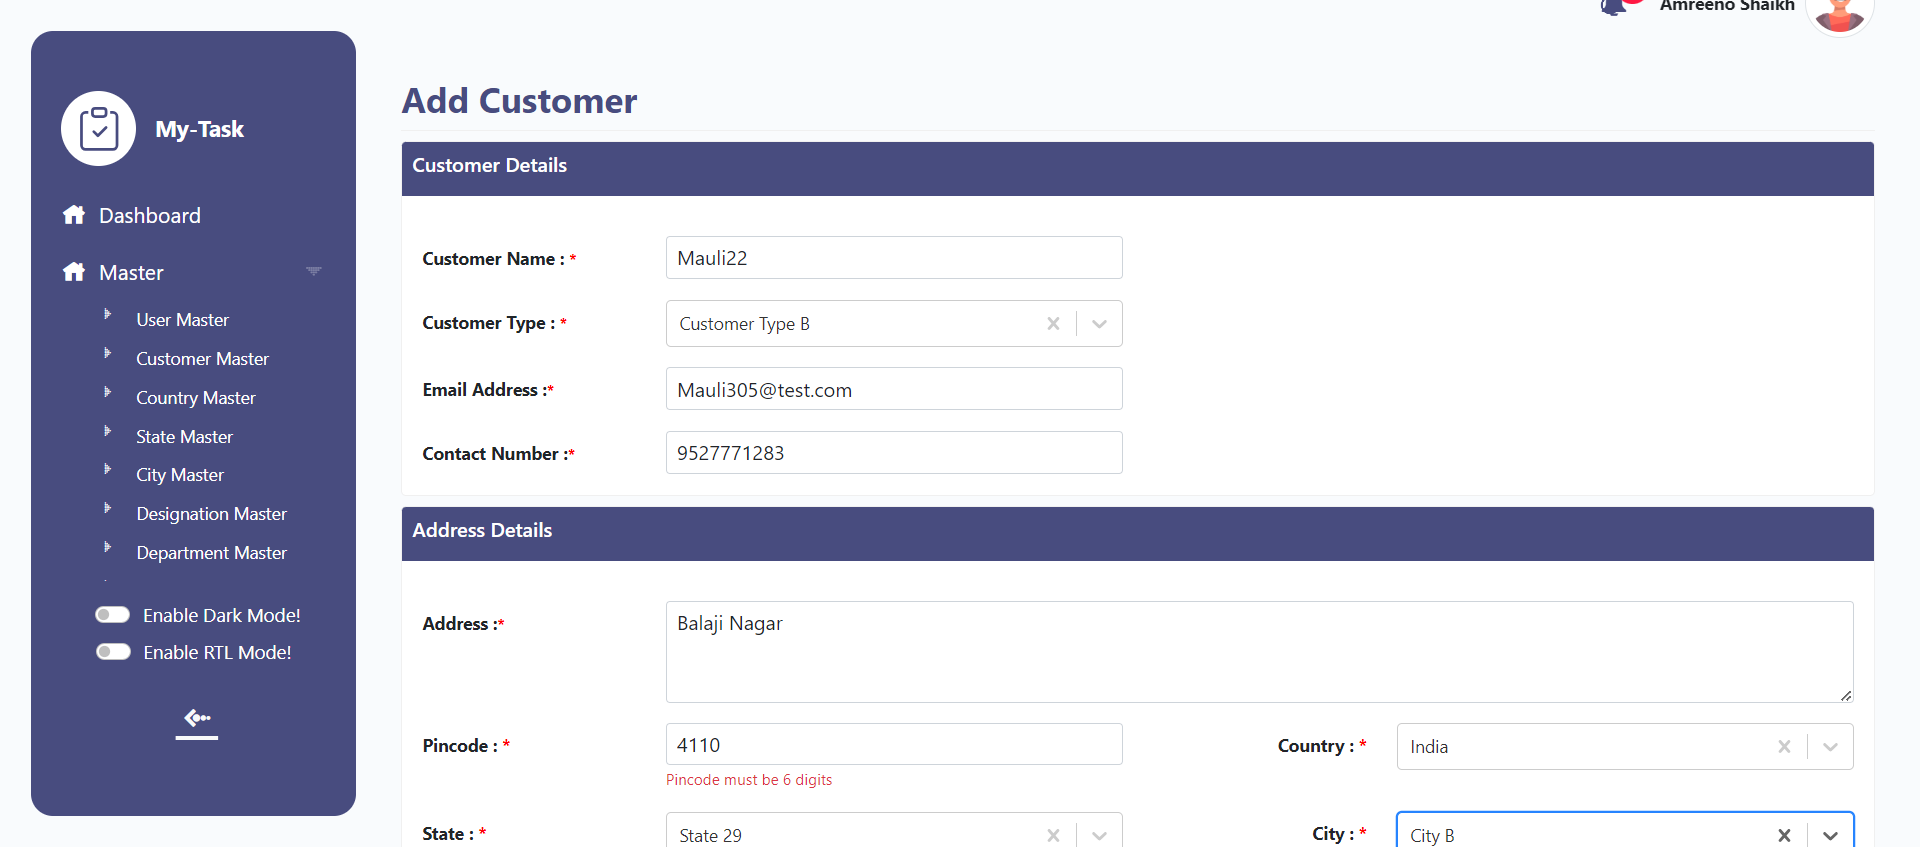 Amreeno Shaikh
My-Task
Dashboard
Master
User Master
Customer Master
Country Master
State Master
City Master
Designation Master
Department Master
Enable Dark Mode!
Enable RTL Mode!
Add Customer
Customer Details
Customer Name : * Mauli22
Customer Type : * Customer Type B
Email Address :* Mauli305@test.com
Contact Number :* 9527771283
Address Details
Address :* Balaji Nagar
Pincode : * 4110 Country : * India
Pincode must be 6 digits
State : * State 29 City : * City B